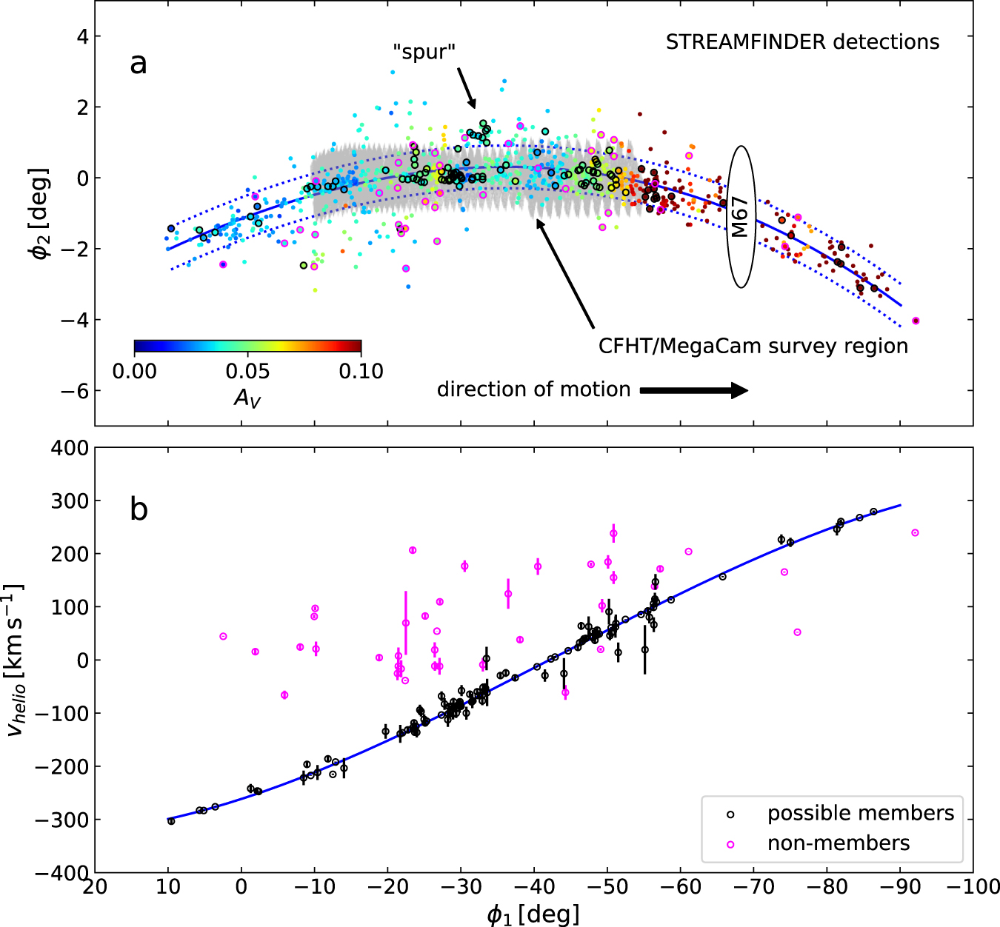 a
"spur"
STREAMFINDER detections
4
2
0
−2
−4
−6
ϕ2 [deg]
M67
CFHT/MegaCam survey region
direction of motion
0.00 0.05 0.10
AV
b
400
300
200
100
0
−100
−200
−300
−400
vhelio [km s−1]
possible members
non-members
20 10 0 −10 −20 −30 −40 −50 −60 −70 −80 −90 −100
ϕ1 [deg]